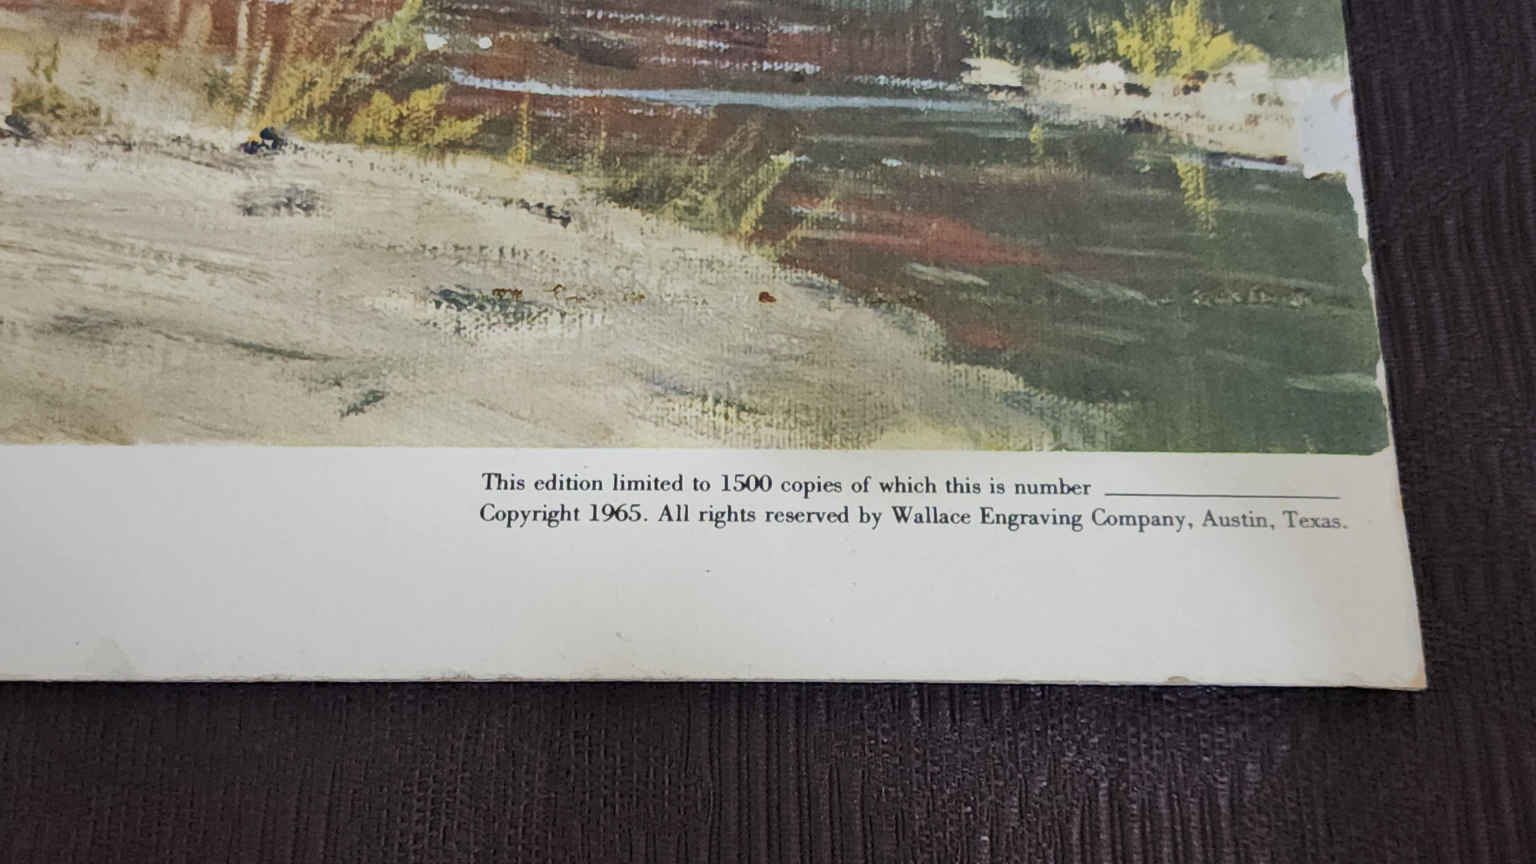 This edition limited to 1500 copies of which this is number ____________
Copyright 1965. All rights reserved by Wallace Engraving Company, Austin, Texas.